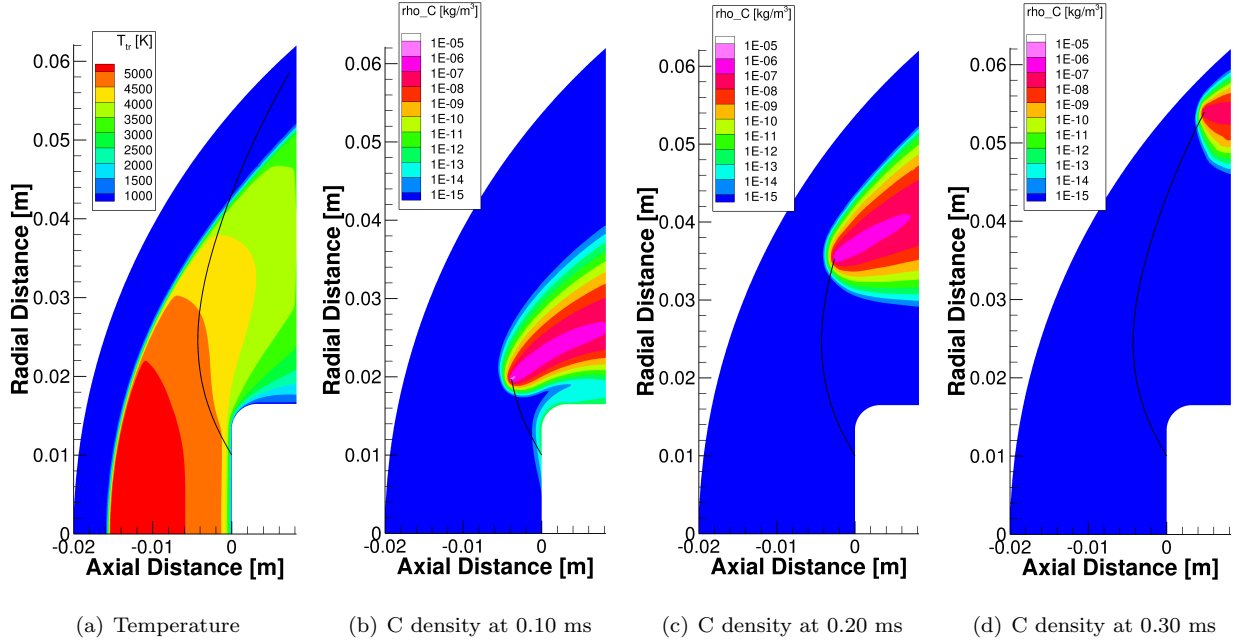 T_tr [K]
5000
4500
4000
3500
3000
2500
2000
1500
1000
Radial Distance [m]
0.06
0.05
0.04
0.03
0.02
0.01
0
-0.02
-0.01
0
Axial Distance [m]
(a) Temperature
rho_C [kg/m³]
1E-05
1E-06
1E-07
1E-08
1E-09
1E-10
1E-11
1E-12
1E-13
1E-14
1E-15
Radial Distance [m]
0.06
0.05
0.04
0.03
0.02
0.01
0
-0.02
-0.01
0
Axial Distance [m]
(b) C density at 0.10 ms
rho_C [kg/m³]
1E-05
1E-06
1E-07
1E-08
1E-09
1E-10
1E-11
1E-12
1E-13
1E-14
1E-15
Radial Distance [m]
0.06
0.05
0.04
0.03
0.02
0.01
0
-0.02
-0.01
0
Axial Distance [m]
(c) C density at 0.20 ms
rho_C [kg/m³]
1E-05
1E-06
1E-07
1E-08
1E-09
1E-10
1E-11
1E-12
1E-13
1E-14
1E-15
Radial Distance [m]
0.06
0.05
0.04
0.03
0.02
0.01
0
-0.02
-0.01
0
Axial Distance [m]
(d) C density at 0.30 ms